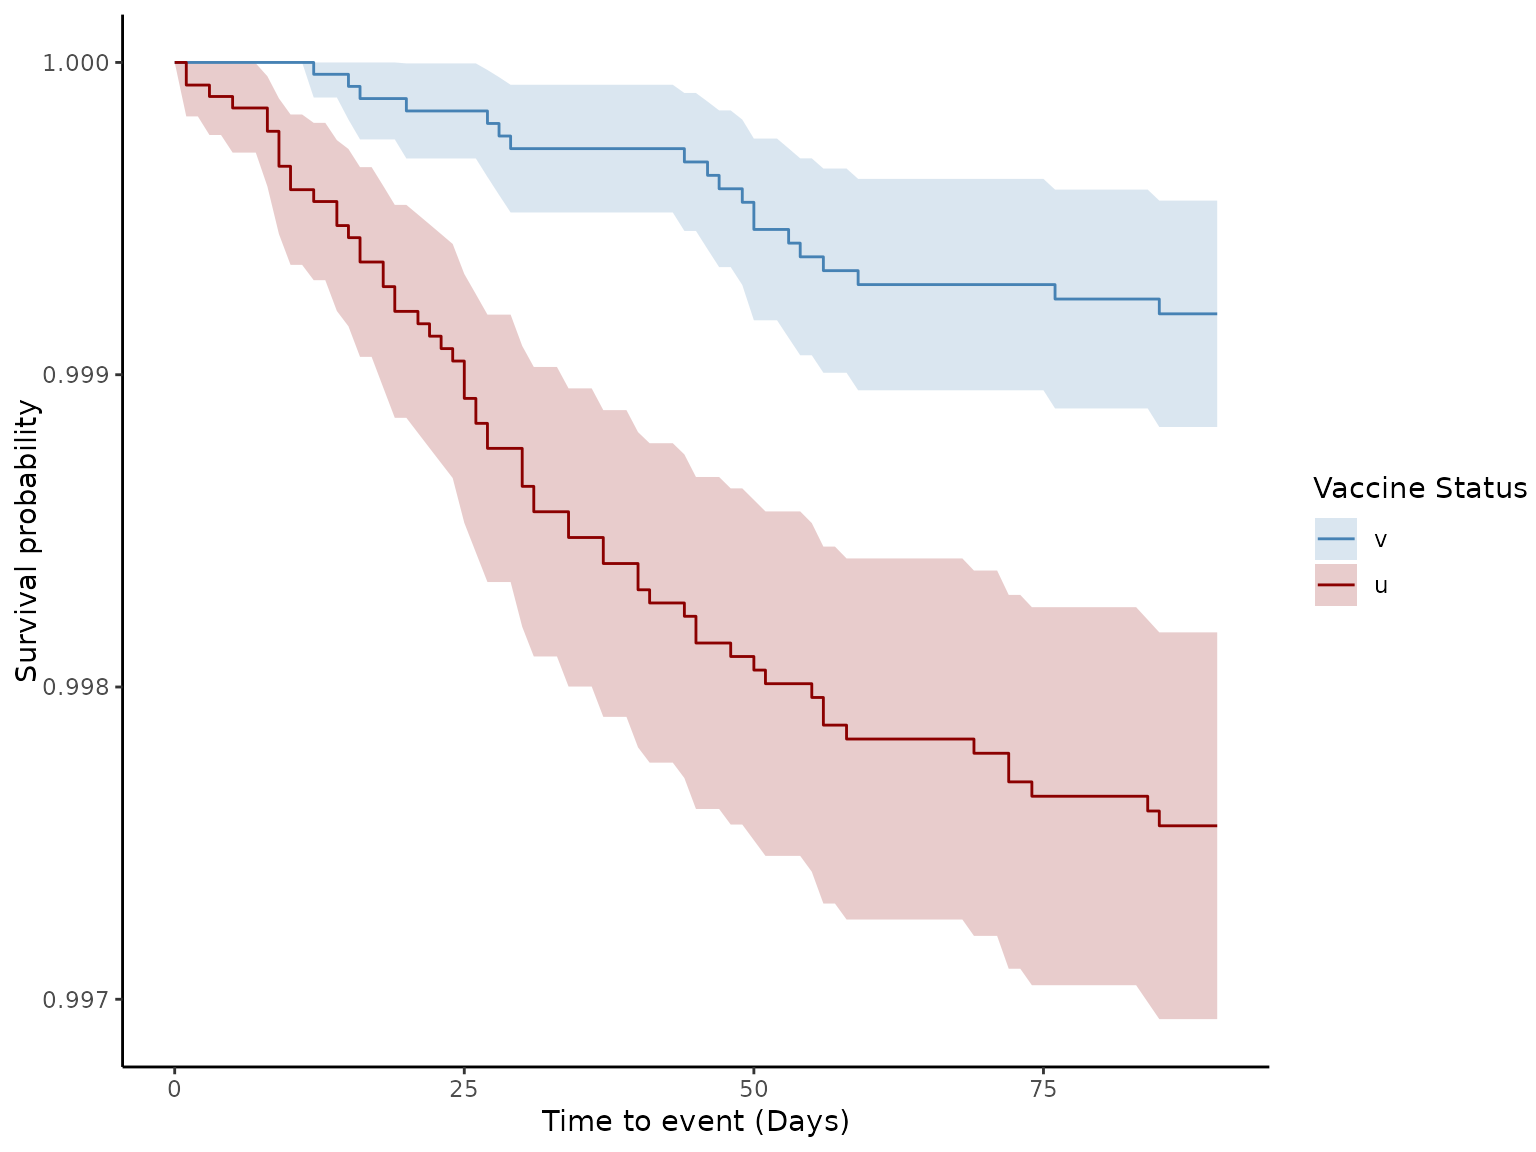 1.000
0.999
0.998
0.997
Survival probability
0 25 50 75
Time to event (Days)
Vaccine Status
v
u